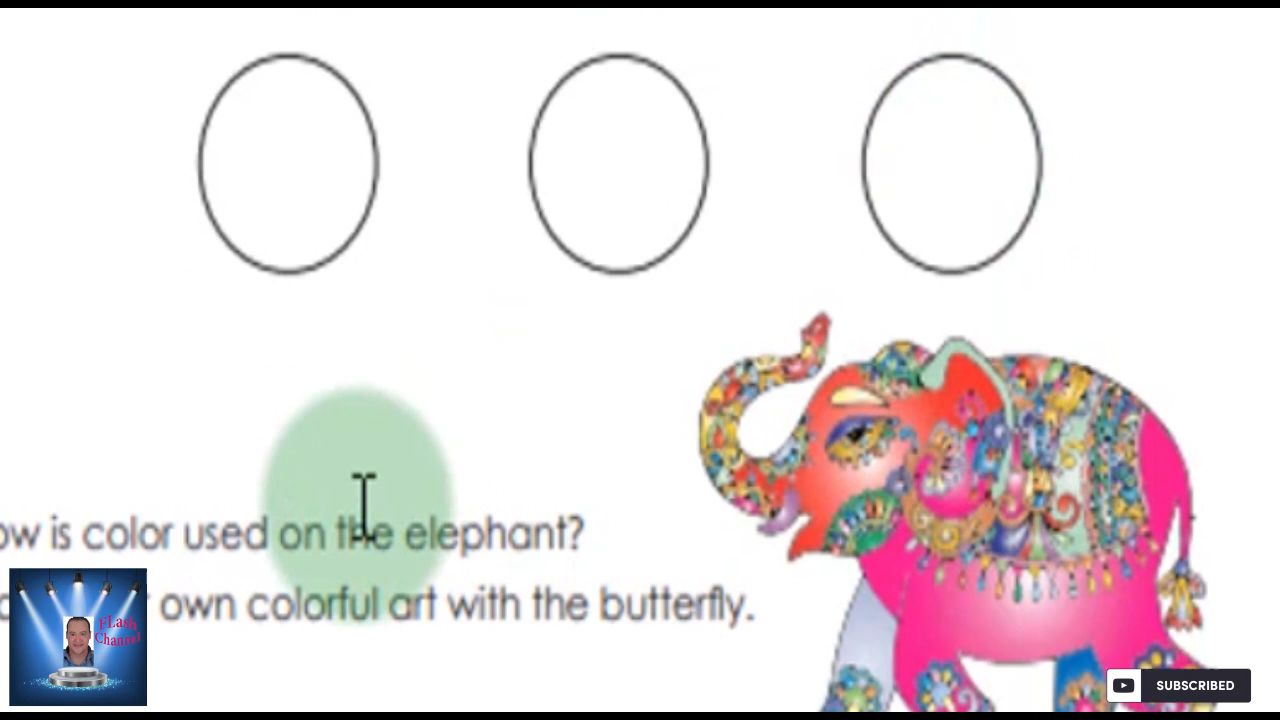 ow is color used on the elephant?
own colorful art with the butterfly.
FLash
Channel
SUBSCRIBED